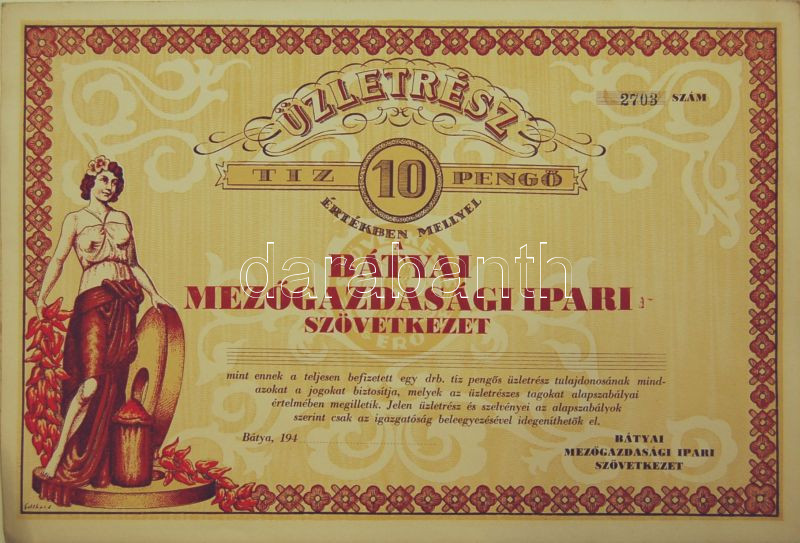 2703 SZÁM
ÜZLETRÉSZ
TIZ 10 PENGŐ
ÉRTÉKBEN MELLYEL
BÁTYAI
MEZŐGAZDASÁGI IPARI
SZÖVETKEZET
darabanth
mint ennek a teljesen befizetett egy drb. tiz pengős üzletrész tulajdonosának mind-
azokat a jogokat biztosítja, melyek az üzletrészes tagokat alapszabályai
értelmében megilletik. Jelen üzletrész és szelvényei az alapszabályok
szerint csak az igazgatóság beleegyezésével idegeníthetők el.
Bátya, 194
BÁTYAI
MEZŐGAZDASÁGI IPARI
SZÖVETKEZET